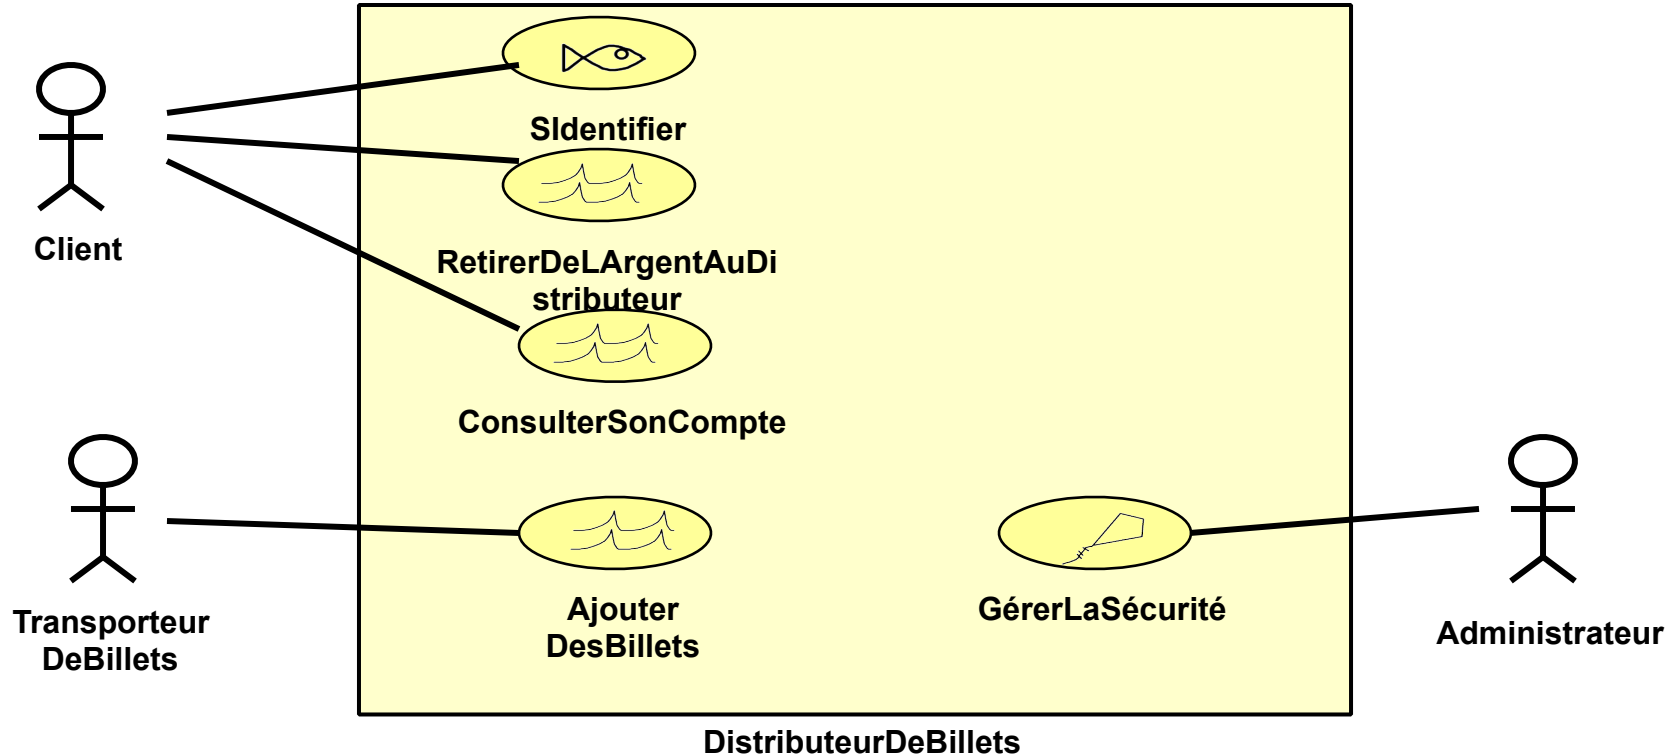 SIdentifier
Client
RetirerDeLArgentAuDi
stributeur
ConsulterSonCompte
Transporteur
DeBillets
Ajouter
DesBillets
GérerLaSécurité
Administrateur
DistributeurDeBillets